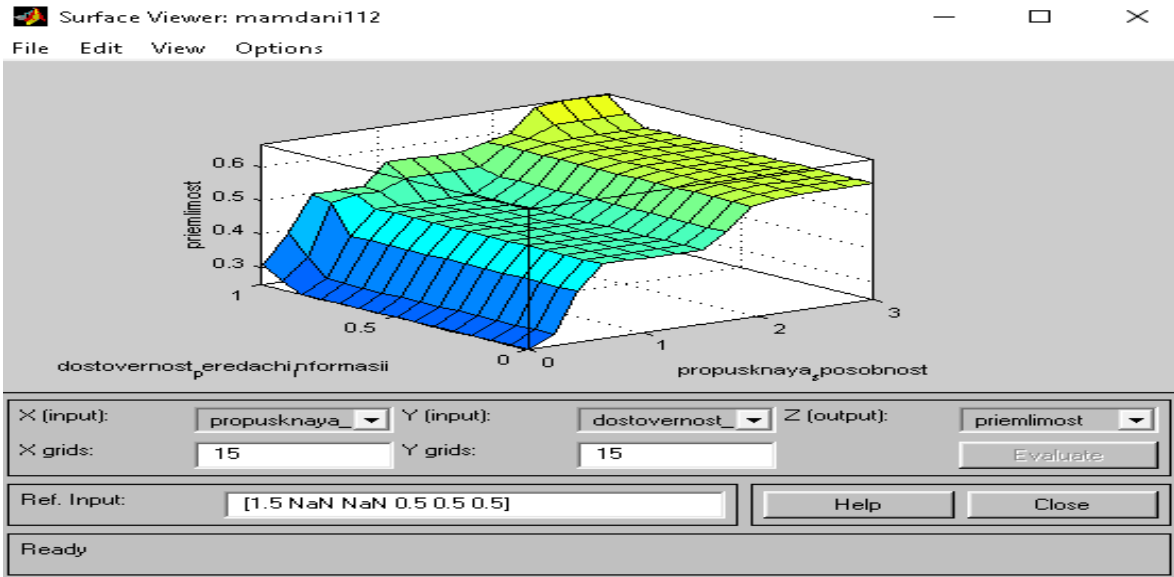 Surface Viewer: mamdani112
File Edit View Options
0.6
0.5
0.4
0.3
priemlimost
1
0.5
0
0
1
2
3
dostovernost_peredachi_informasii
propusknaya_sposobnost
X (input): propusknaya_ Y (input): dostovernost_ Z (output): priemlimost
X grids: 15 Y grids: 15 Evaluate
Ref. Input: [1.5 NaN NaN 0.5 0.5 0.5] Help Close
Ready